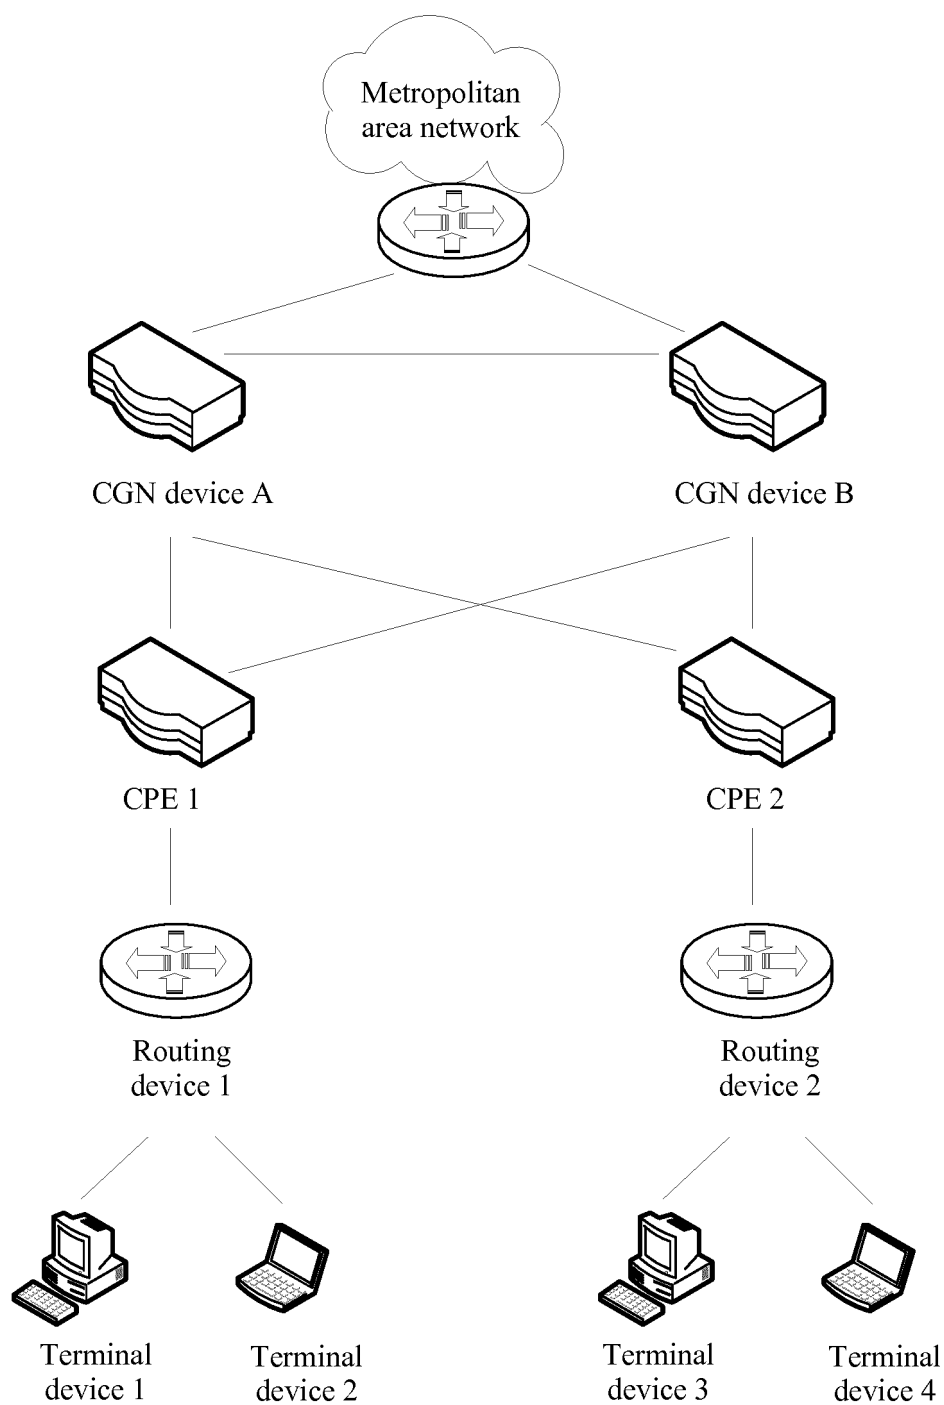 Metropolitan
area network
CGN device A
CGN device B
CPE 1
CPE 2
Routing
device 1
Routing
device 2
Terminal
device 1
Terminal
device 2
Terminal
device 3
Terminal
device 4